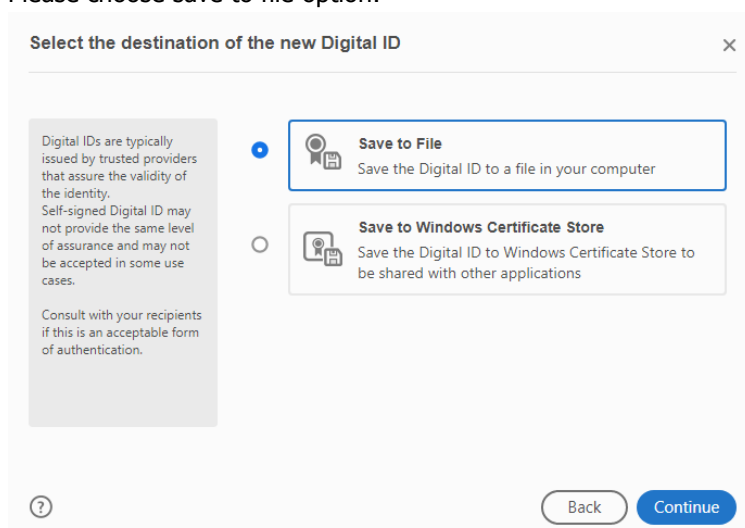 Please choose save to file option.
Select the destination of the new Digital ID
Digital IDs are typically
issued by trusted providers
that assure the validity of
the identity.
Self-signed Digital ID may
not provide the same level
of assurance and may not
be accepted in some use
cases.
Consult with your recipients
if this is an acceptable form
of authentication.
Save to File
Save the Digital ID to a file in your computer
Save to Windows Certificate Store
Save the Digital ID to Windows Certificate Store to
be shared with other applications
?
Back
Continue